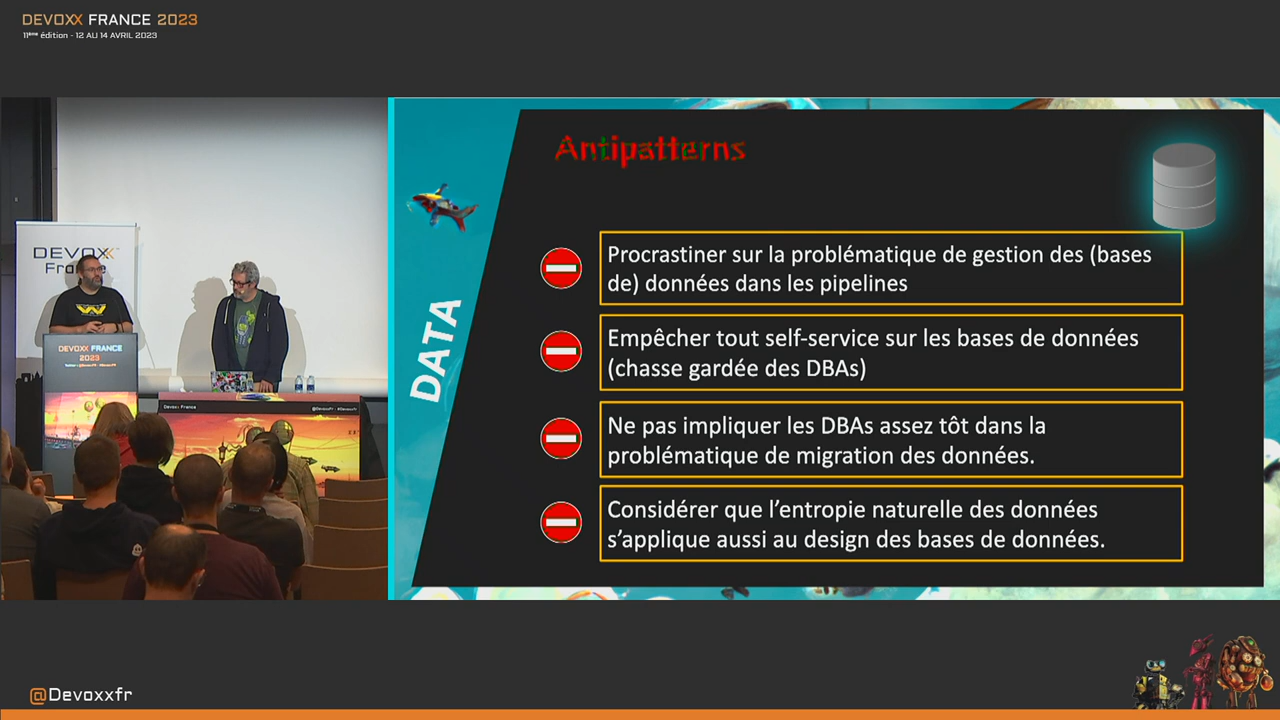 DEVOXX FRANCE 2023
11ème édition - 12 AU 14 AVRIL 2023
DEVOXX
France
DEVOXX FRANCE
2023
Devoxx France
Antipatterns
DATA
Procrastiner sur la problématique de gestion des (bases
de) données dans les pipelines
Empêcher tout self-service sur les bases de données
(chasse gardée des DBAs)
Ne pas impliquer les DBAs assez tôt dans la
problématique de migration des données.
Considérer que l’entropie naturelle des données
s’applique aussi au design des bases de données.
@Devoxxfr